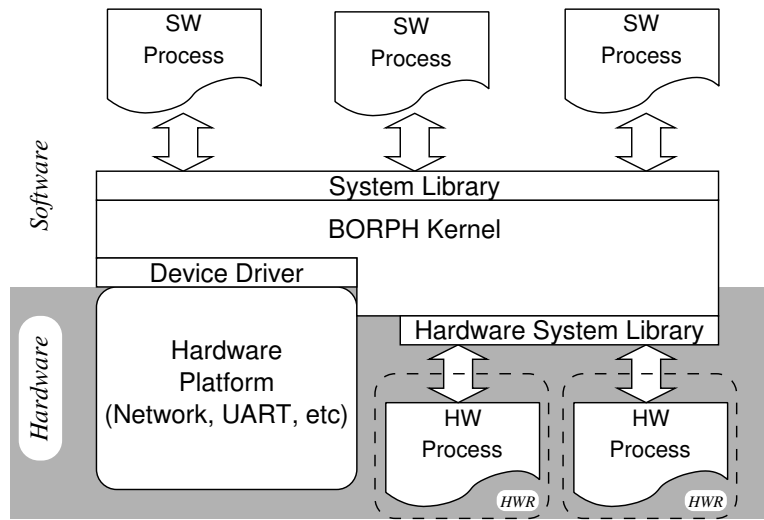 SW
Process
SW
Process
SW
Process
Software
System Library
BORPH Kernel
Device Driver
Hardware System Library
Hardware
Hardware
Platform
(Network, UART, etc)
HW
Process
HWR
HW
Process
HWR